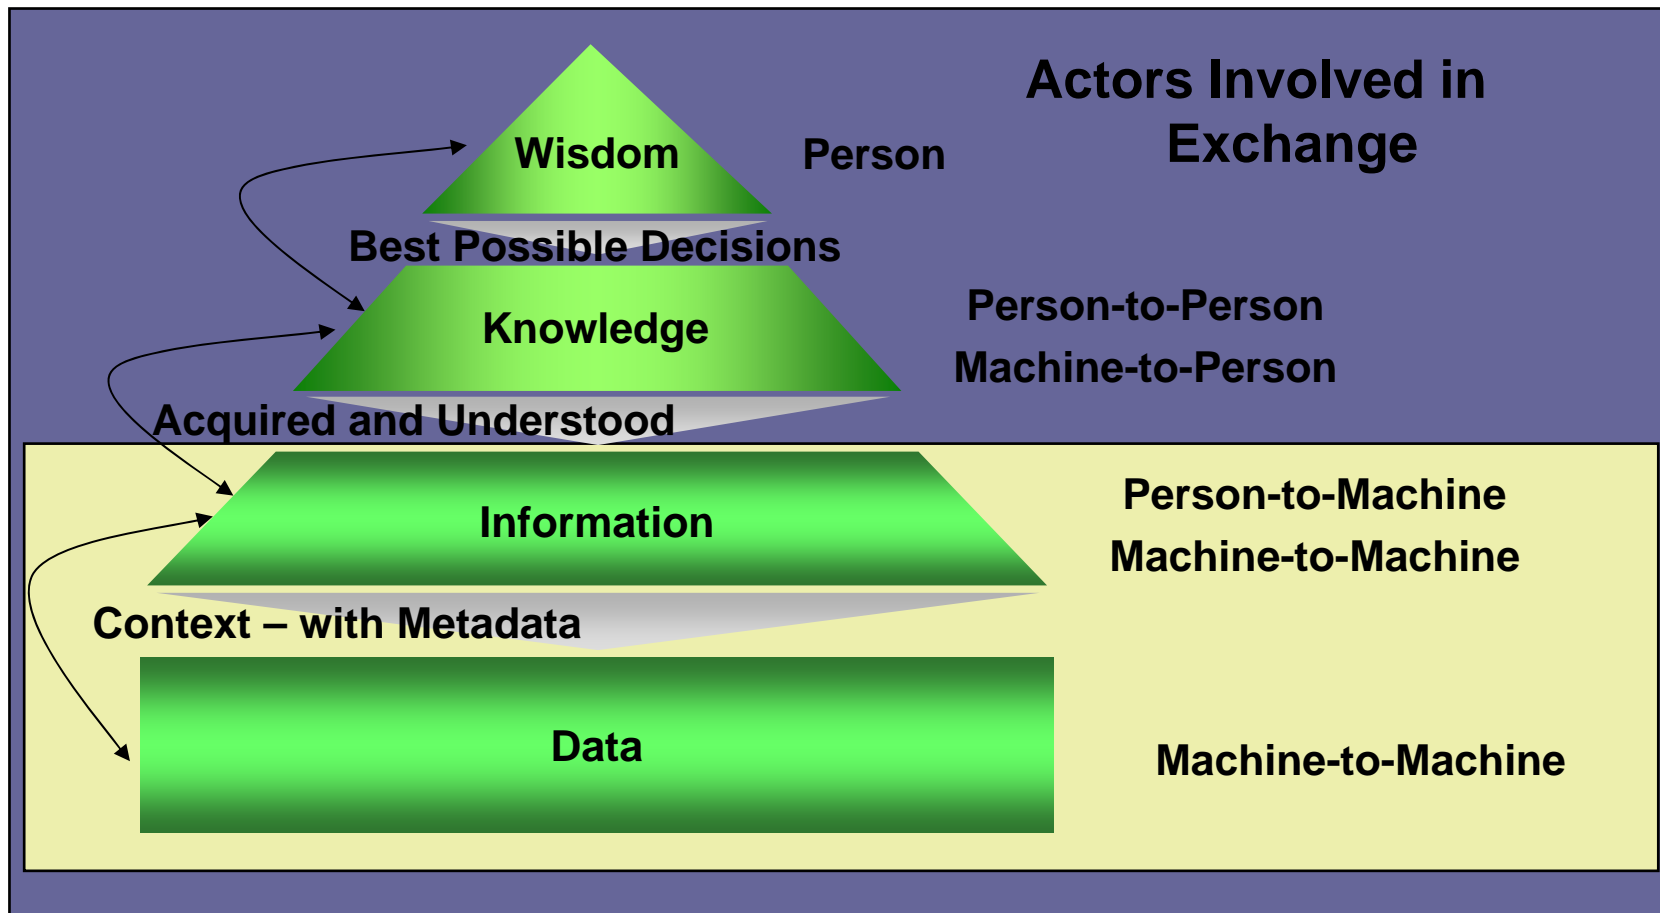 Actors Involved in
Exchange
Wisdom
Person
Best Possible Decisions
Knowledge
Person-to-Person
Machine-to-Person
Acquired and Understood
Information
Person-to-Machine
Machine-to-Machine
Context – with Metadata
Data
Machine-to-Machine